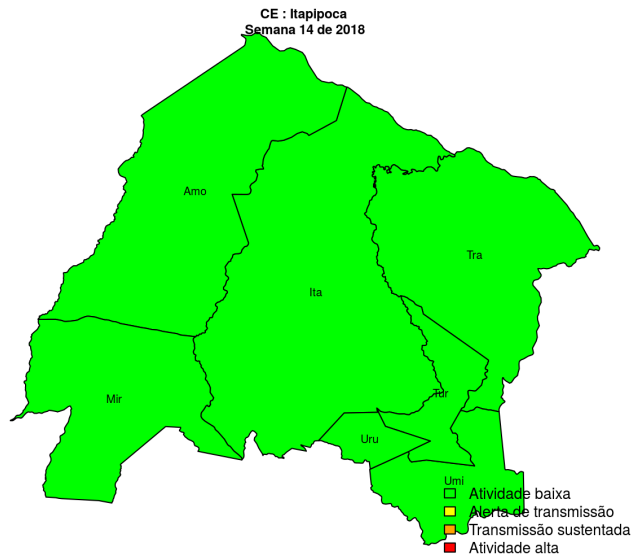 CE : Itapipoca
Semana 14 de 2018
Amo
Tra
Ita
Mir
Tur
Uru
Umi
Atividade baixa
Alerta de transmissão
Transmissão sustentada
Atividade alta